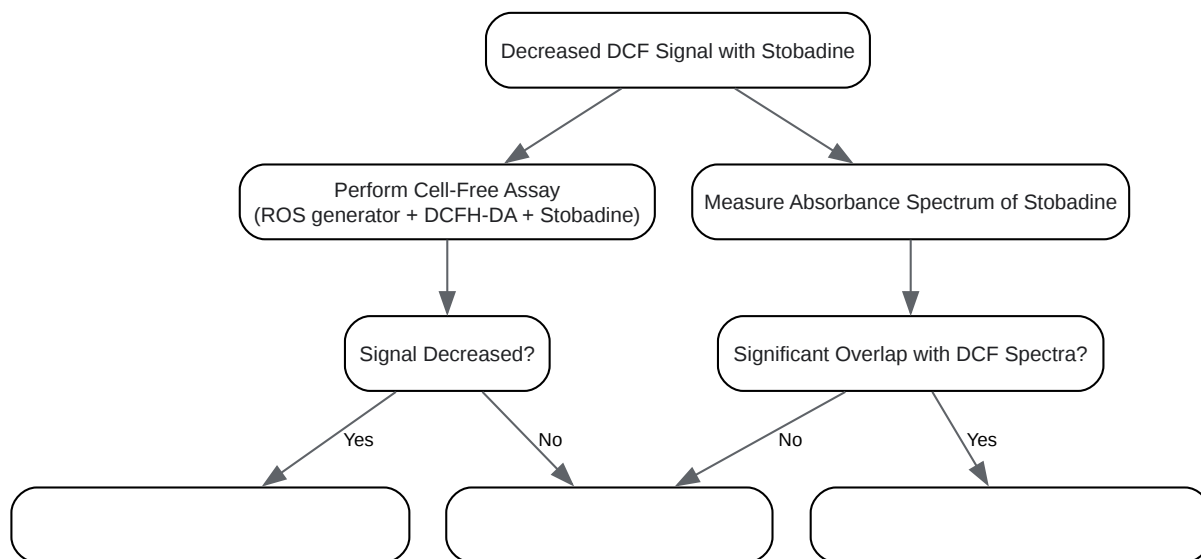 Decreased DCF Signal with Stobadine
Perform Cell-Free Assay
(ROS generator + DCFH-DA + Stobadine)
Measure Absorbance Spectrum of Stobadine
Signal Decreased?
Significant Overlap with DCF Spectra?
Yes
No
No
Yes